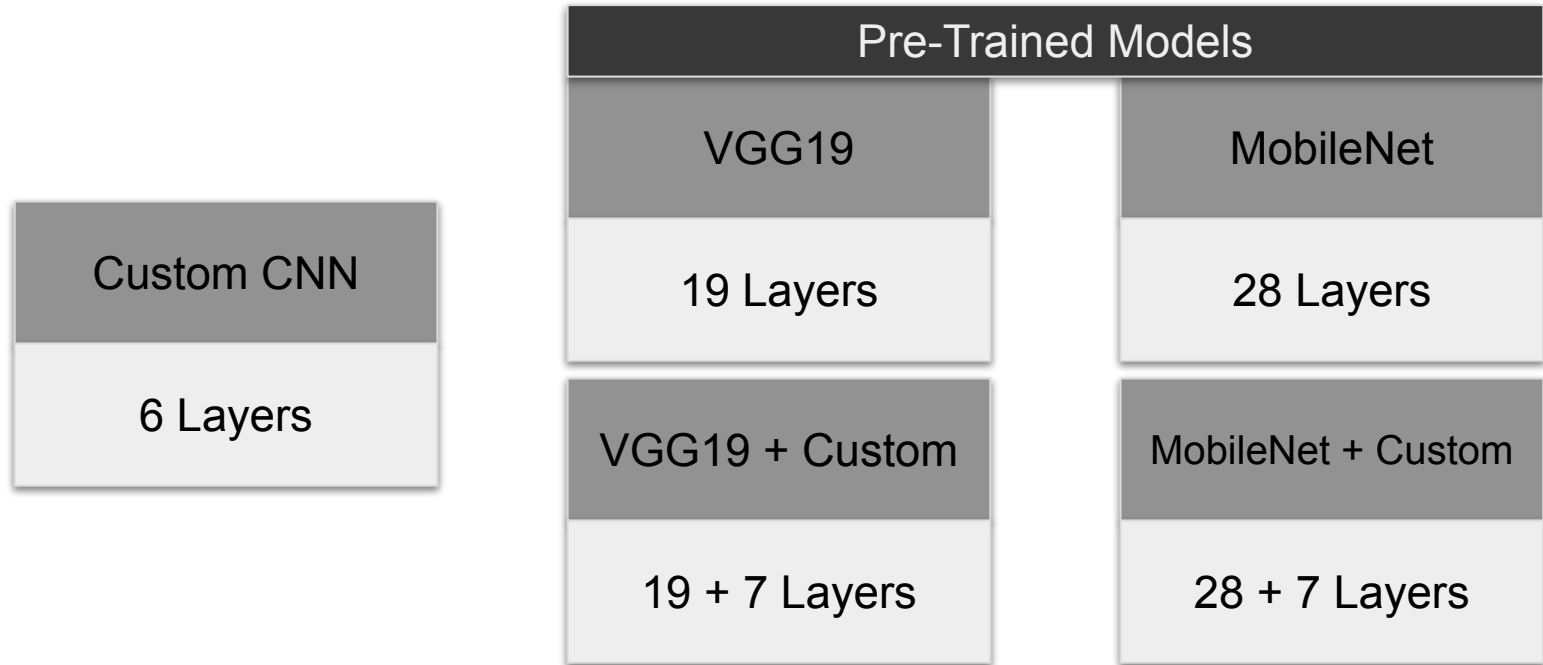 Pre-Trained Models
VGG19
MobileNet
19 Layers
28 Layers
Custom CNN
6 Layers
VGG19 + Custom
MobileNet + Custom
19 + 7 Layers
28 + 7 Layers